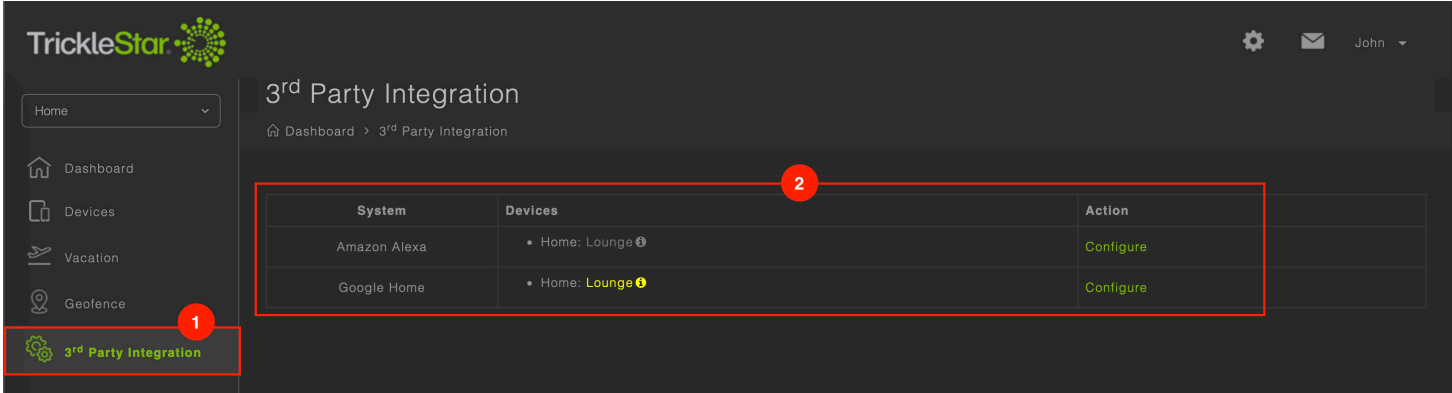 TrickleStar
John
Home
3rd Party Integration
Dashboard > 3rd Party Integration
Dashboard
Devices
Vacation
Geofence
1
3rd Party Integration
2
System Devices Action
Amazon Alexa • Home: Lounge Configure
Google Home • Home: Lounge Configure